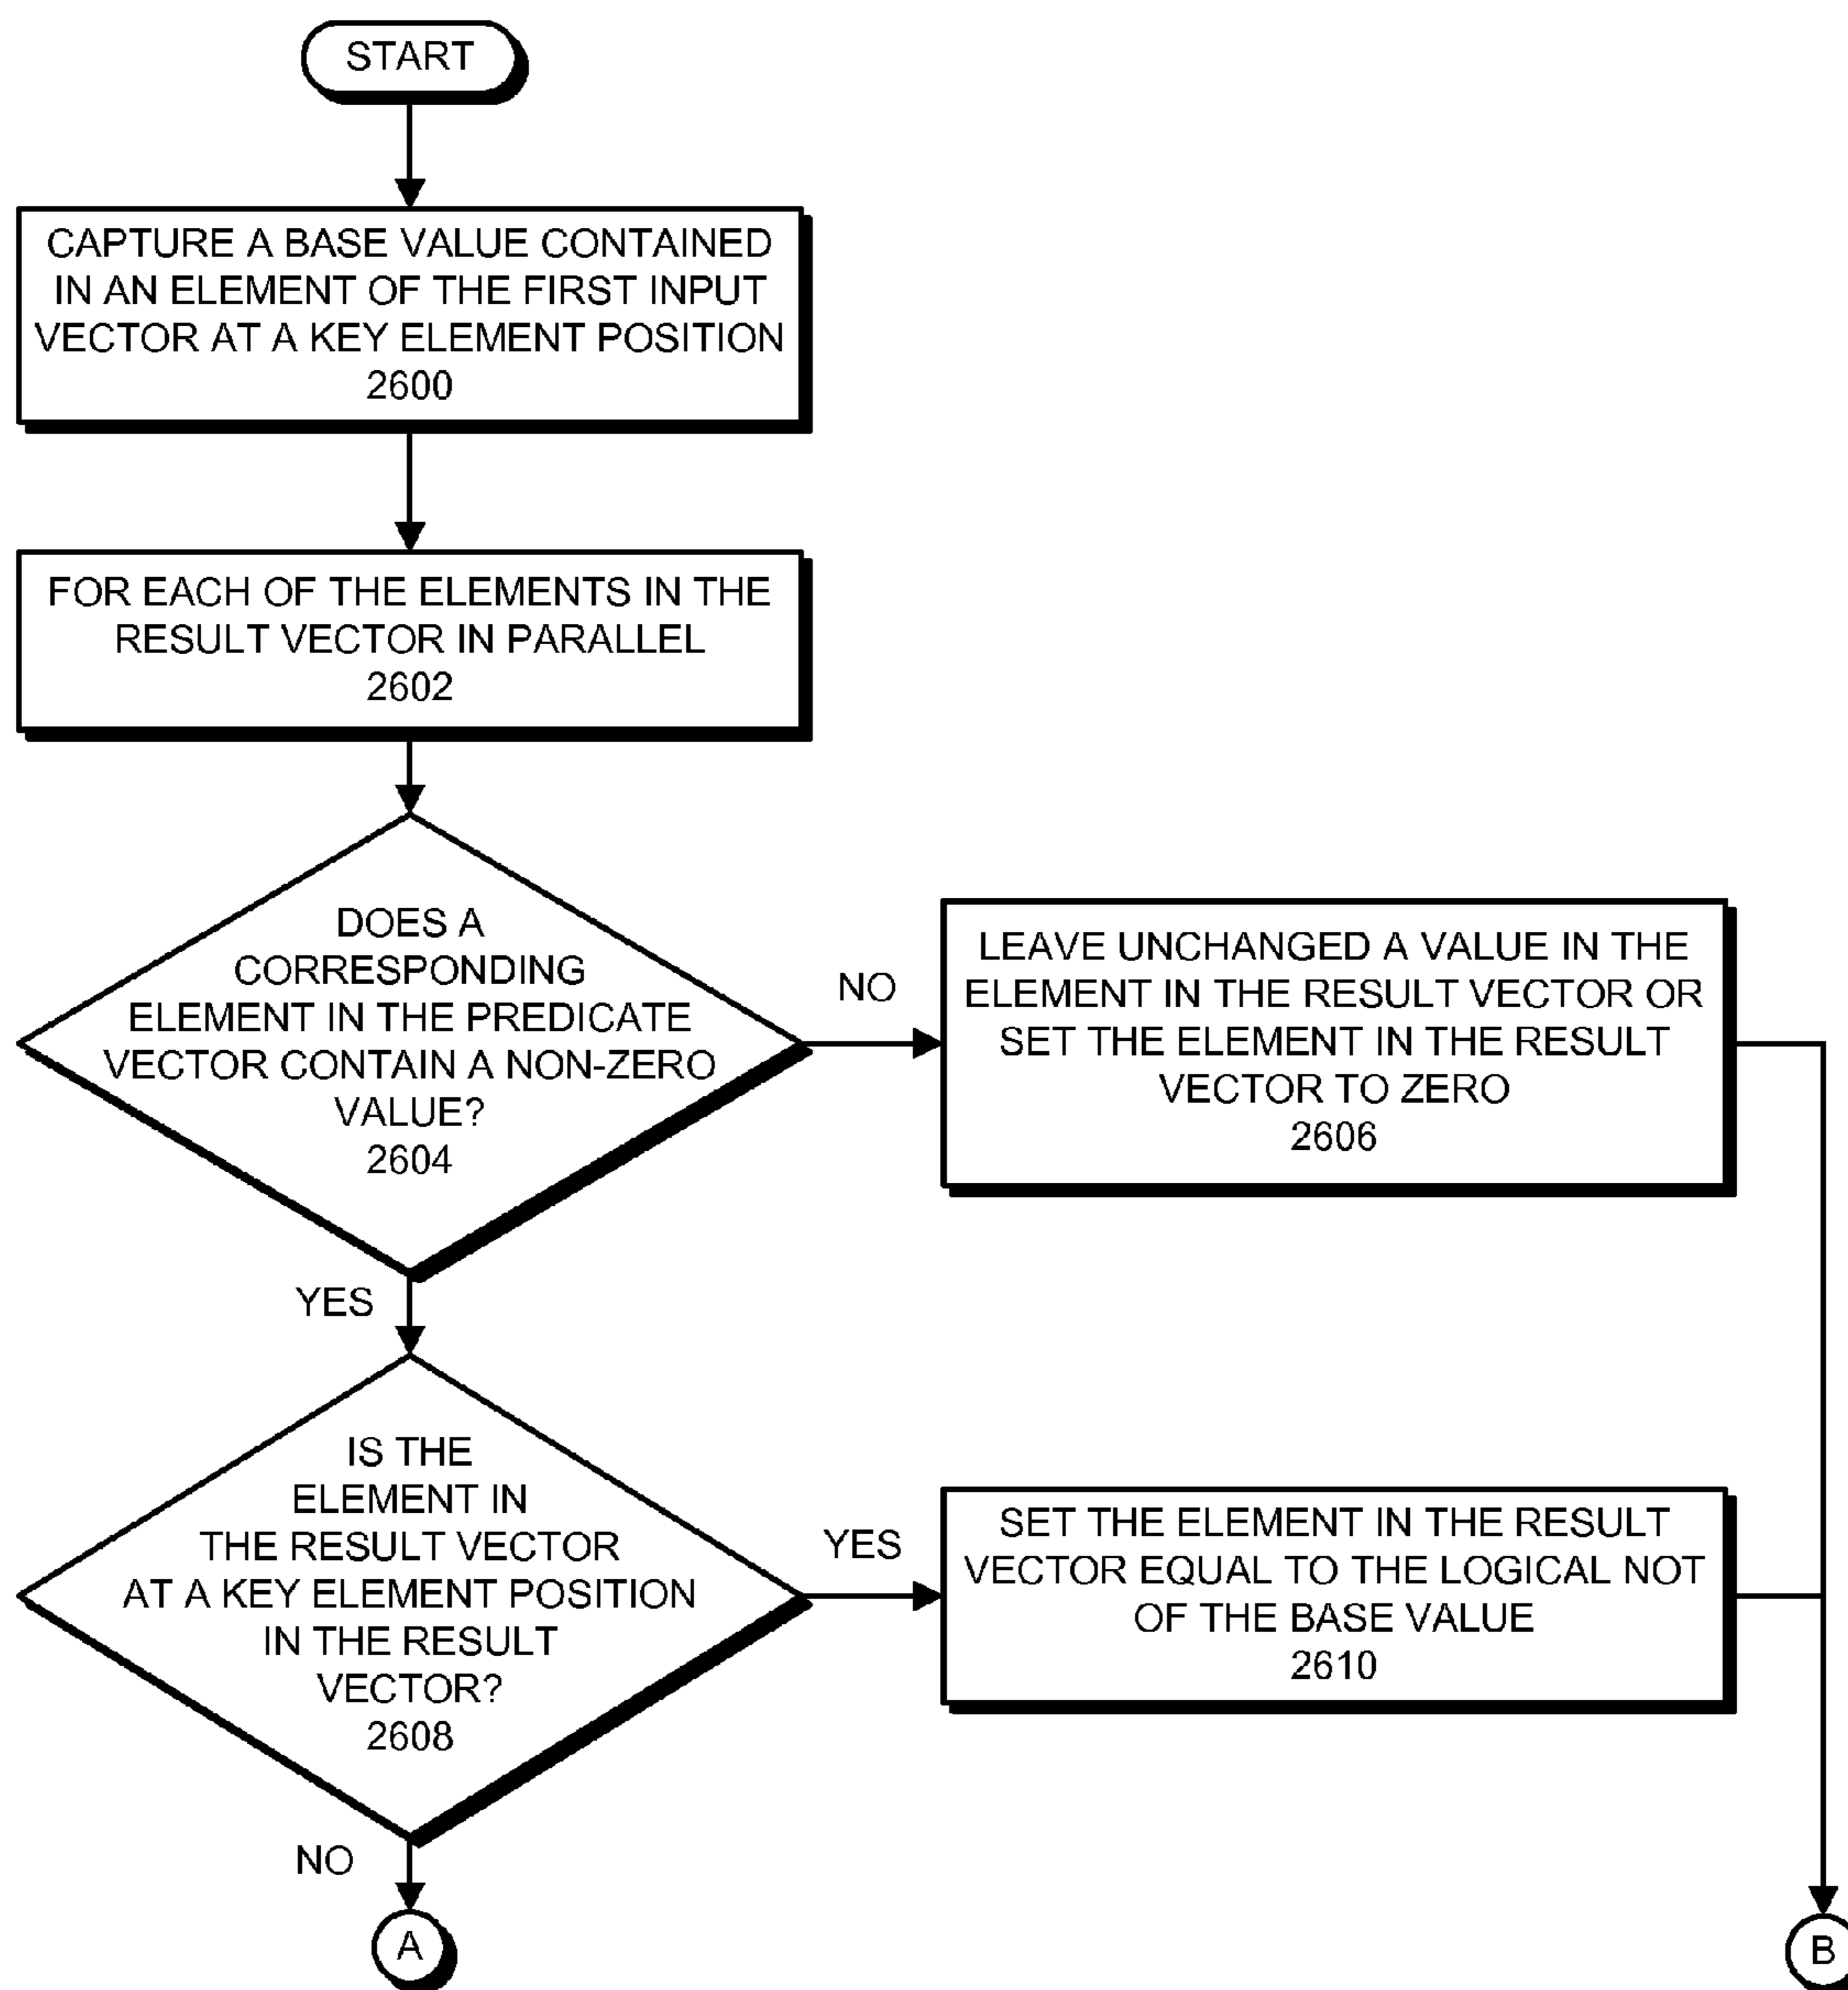 START
CAPTURE A BASE VALUE CONTAINED
IN AN ELEMENT OF THE FIRST INPUT
VECTOR AT A KEY ELEMENT POSITION
2600
FOR EACH OF THE ELEMENTS IN THE
RESULT VECTOR IN PARALLEL
2602
DOES A
CORRESPONDING
ELEMENT IN THE PREDICATE
VECTOR CONTAIN A NON-ZERO
VALUE?
2604
NO
LEAVE UNCHANGED A VALUE IN THE
ELEMENT IN THE RESULT VECTOR OR
SET THE ELEMENT IN THE RESULT
VECTOR TO ZERO
2606
YES
IS THE
ELEMENT IN
THE RESULT VECTOR
AT A KEY ELEMENT POSITION
IN THE RESULT
VECTOR?
2608
YES
SET THE ELEMENT IN THE RESULT
VECTOR EQUAL TO THE LOGICAL NOT
OF THE BASE VALUE
2610
NO
A
B